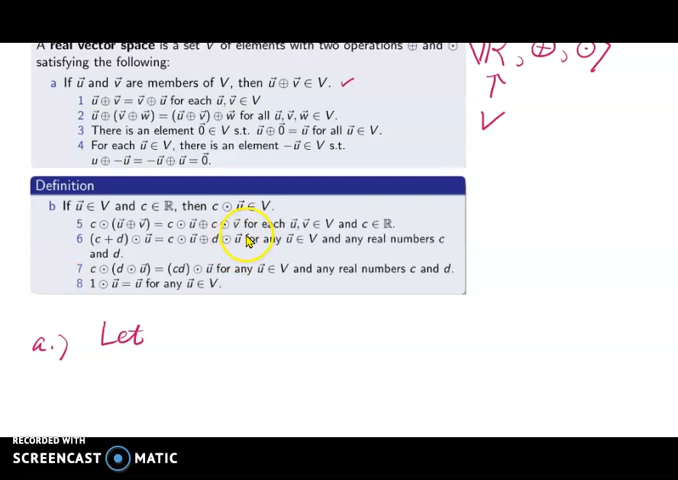 A real vector space is a set V of elements with two operations ⊕ and ⊙
satisfying the following:
a If u⃗ and v⃗ are members of V, then u⃗ ⊕ v⃗ ∈ V. ✓
1 u⃗ ⊕ v⃗ = v⃗ ⊕ u⃗ for each u⃗, v⃗ ∈ V
2 u⃗ ⊕ (v⃗ ⊕ w⃗) = (u⃗ ⊕ v⃗) ⊕ w⃗ for all u⃗, v⃗, w⃗ ∈ V.
3 There is an element 0⃗ ∈ V s.t. u⃗ ⊕ 0⃗ = u⃗ for all u⃗ ∈ V.
4 For each u⃗ ∈ V, there is an element −u⃗ ∈ V s.t.
u ⊕ −u⃗ = −u⃗ ⊕ u⃗ = 0⃗.
(ℝ, ⊕, ⊙)
↑
V
Definition
b If u⃗ ∈ V and c ∈ ℝ, then c ⊙ u⃗ ∈ V.
5 c ⊙ (u⃗ ⊕ v⃗) = c ⊙ u⃗ ⊕ c ⊙ v⃗ for each u⃗, v⃗ ∈ V and c ∈ ℝ.
6 (c + d) ⊙ u⃗ = c ⊙ u⃗ ⊕ d ⊙ u⃗ for any u⃗ ∈ V and any real numbers c
and d.
7 c ⊙ (d ⊙ u⃗) = (cd) ⊙ u⃗ for any u⃗ ∈ V and any real numbers c and d.
8 1 ⊙ u⃗ = u⃗ for any u⃗ ∈ V.
a.) Let
RECORDED WITH
SCREENCAST MATIC